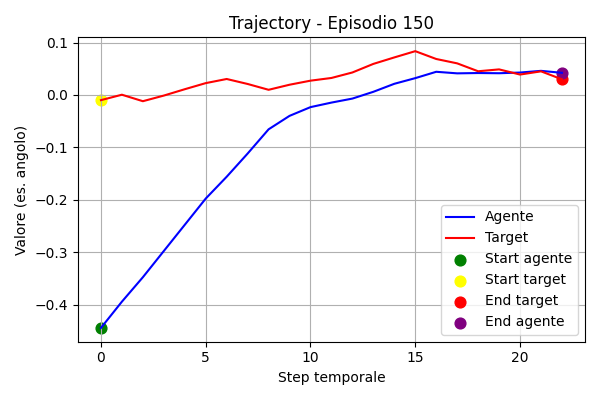 Trajectory - Episodio 150
Valore (es. angolo)
0.1
0.0
−0.1
−0.2
−0.3
−0.4
Agente
Target
Start agente
Start target
End target
End agente
0 5 10 15 20
Step temporale